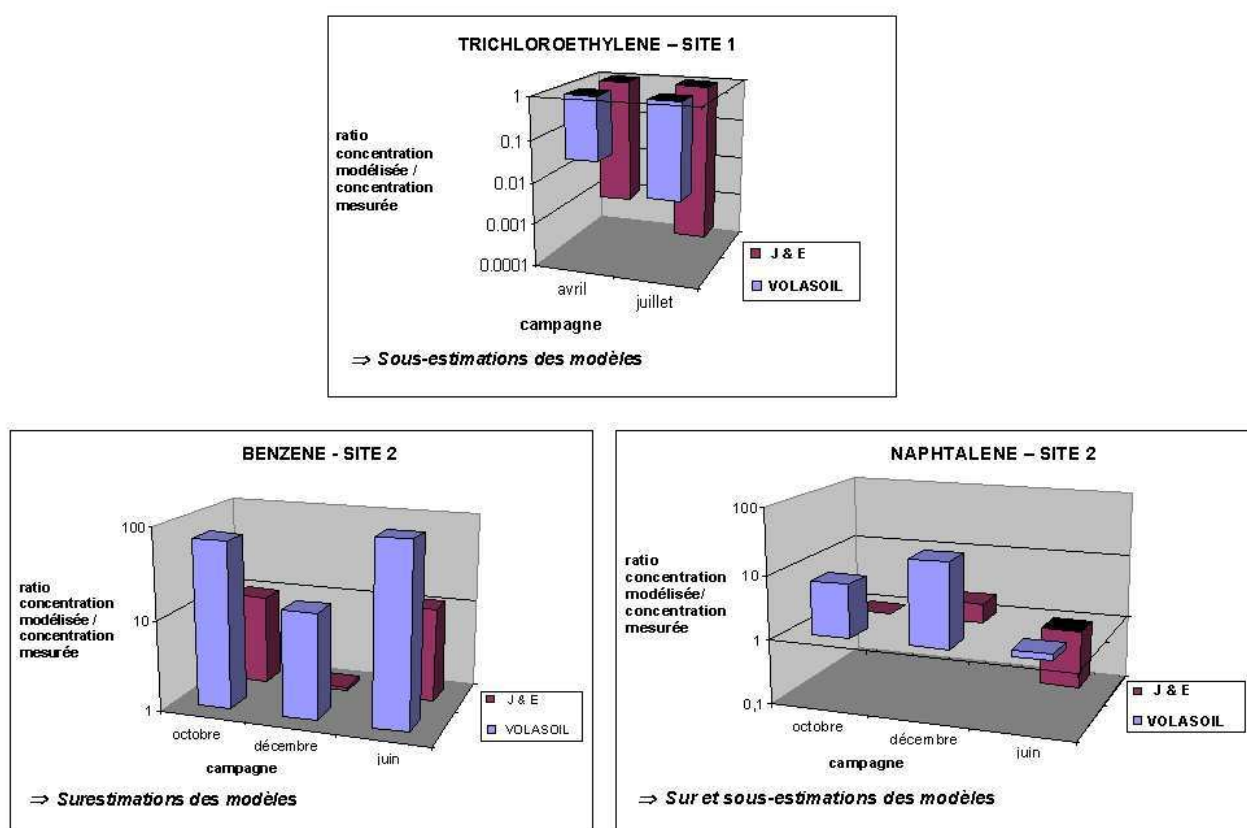 TRICHLOROETHYLENE – SITE 1
ratio
concentration
modélisée /
concentration
mesurée
1
0.1
0.01
0.001
0.0001
avril
juillet
campagne
J & E
VOLASOIL
⇒ Sous-estimations des modèles
BENZENE - SITE 2
ratio
concentration
modélisée /
concentration
mesurée
100
10
1
octobre
décembre
juin
campagne
J & E
VOLASOIL
⇒ Surestimations des modèles
NAPHTALENE – SITE 2
ratio
concentration
modélisée/
concentration
mesurée
100
10
1
0,1
octobre
décembre
juin
campagne
J & E
VOLASOIL
⇒ Sur et sous-estimations des modèles